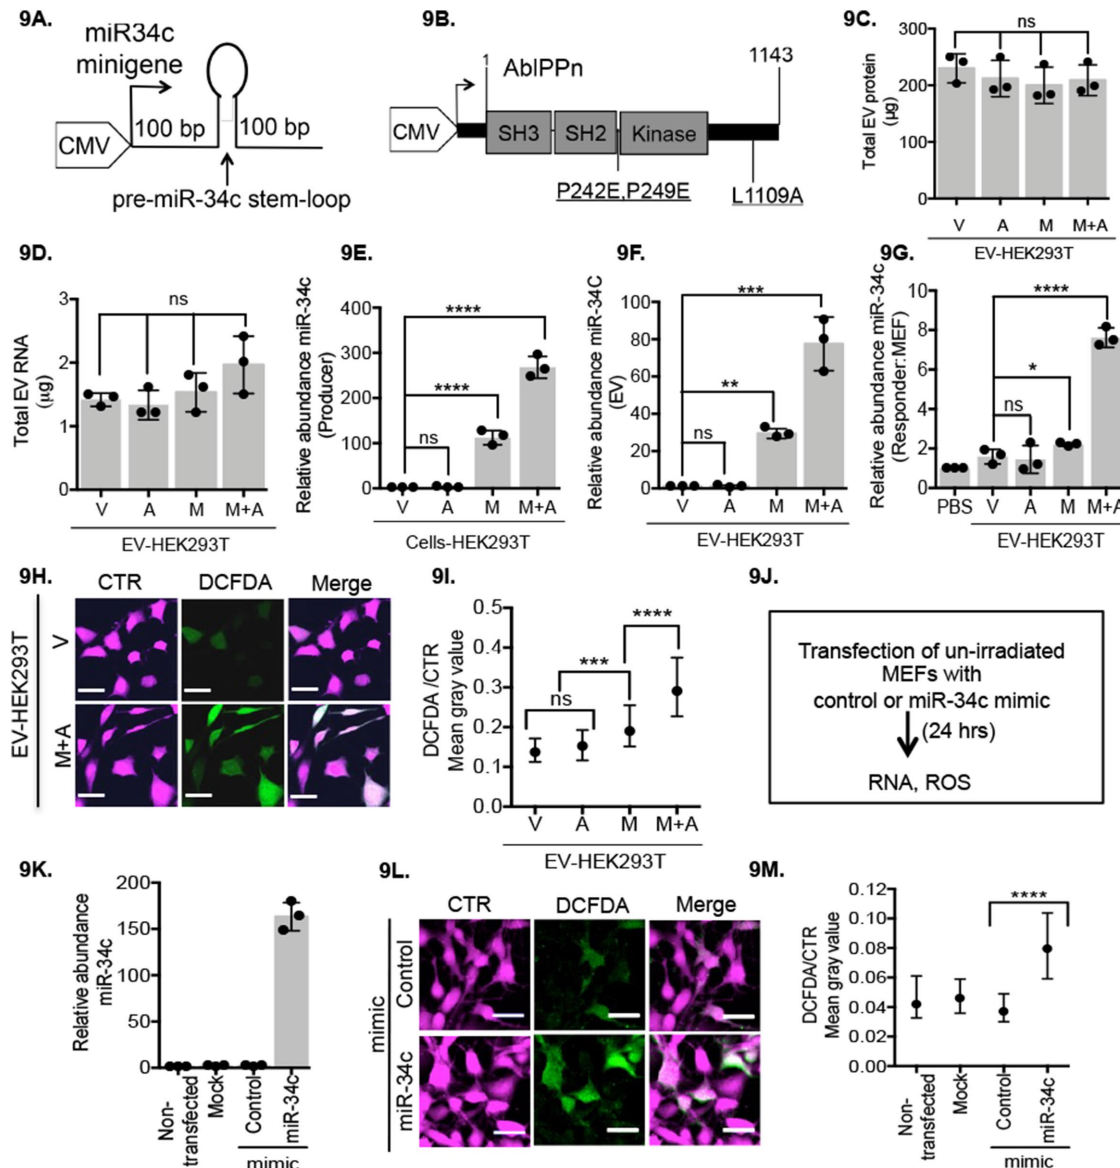 9A.
miR34c
minigene
100 bp
100 bp
CMV
pre-miR-34c stem-loop
9B.
1
AblPPn
1143
CMV
SH3
SH2
Kinase
P242E,P249E
L1109A
9C.
Total EV protein
(µg)
300
200
100
0
ns
V A M M+A
EV-HEK293T
9D.
Total EV RNA
(µg)
3
2
1
0
ns
V A M M+A
EV-HEK293T
9E.
Relative abundance miR-34c
(Producer)
400
300
200
100
0
****
****
ns
V A M M+A
Cells-HEK293T
9F.
Relative abundance miR-34C
(EV)
100
80
60
40
20
0
***
**
ns
V A M M+A
EV-HEK293T
9G.
Relative abundance miR-34c
(Responder:MEF)
10
8
6
4
2
0
****
*
ns
PBS V A M M+A
EV-HEK293T
9H.
CTR DCFDA Merge
EV-HEK293T
V
M+A
9I.
DCFDA /CTR
Mean gray value
0.5
0.4
0.3
0.2
0.1
0.0
****
***
ns
V A M M+A
EV-HEK293T
9J.
Transfection of un-irradiated
MEFs with
control or miR-34c mimic
(24 hrs)
RNA, ROS
9K.
Relative abundance
miR-34c
200
150
100
50
0
Non-
transfected
Mock
Control
miR-34c
mimic
9L.
CTR DCFDA Merge
mimic
Control
miR-34c
9M.
DCFDA/CTR
Mean gray value
0.12
0.10
0.08
0.06
0.04
0.02
0.00
****
Non-
transfected
Mock
Control
miR-34c
mimic